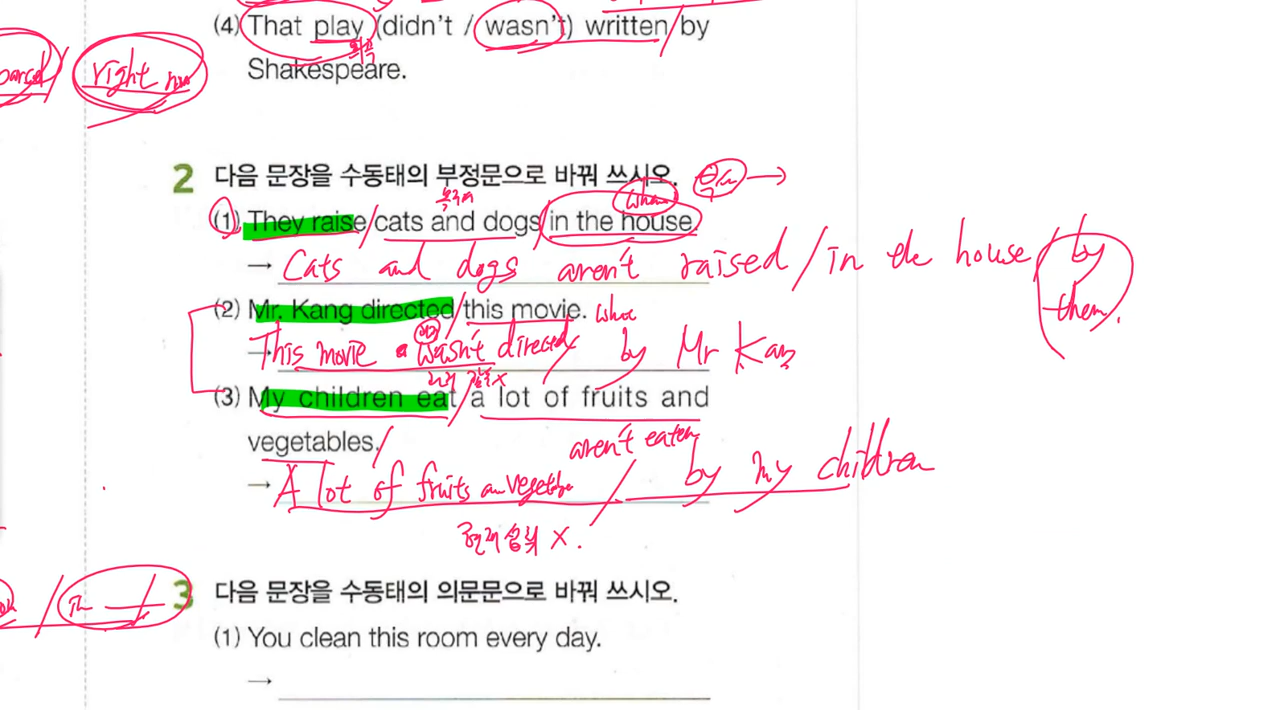 (4) That play (didn't / wasn't) written by
희곡
Shakespeare.
right now
2 다음 문장을 수동태의 부정문으로 바꿔 쓰시오.
(1) They raise/cats and dogs/in the house.
→ Cats and dogs aren't raised/in the house/by them.
(2) Mr. Kang directed/this movie.
→ This movie wasn't directed/by Mr Kang
(3) My children eat/a lot of fruits and
vegetables./
aren't eaten
→ A lot of fruits an vegetable / by my children
X.
3 다음 문장을 수동태의 의문문으로 바꿔 쓰시오.
(1) You clean this room every day.
→